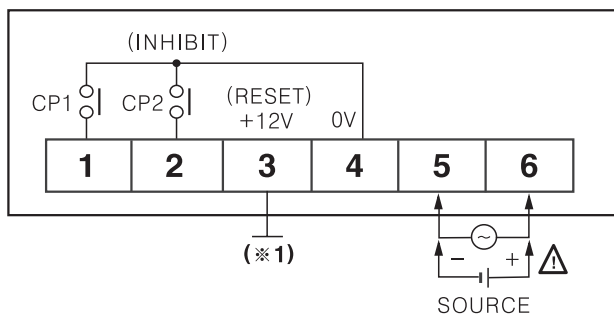 (INHIBIT)
CP1 CP2 (RESET)
+12V 0V
1 2 3 4 5 6
(※1)
− +
SOURCE